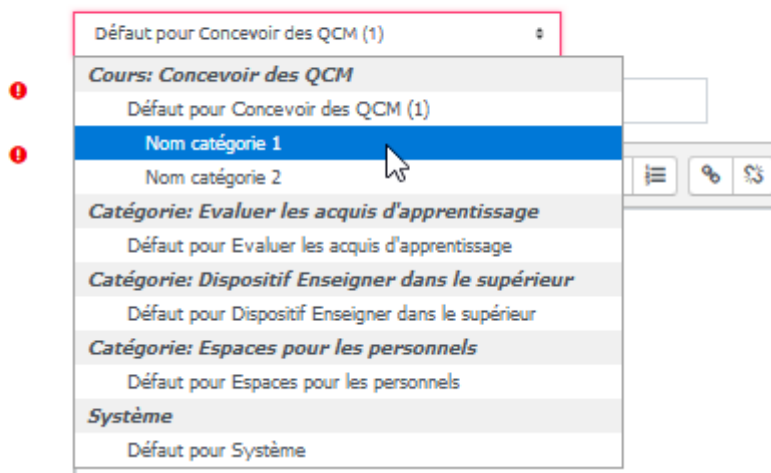 Défaut pour Concevoir des QCM (1)
Cours: Concevoir des QCM
Défaut pour Concevoir des QCM (1)
Nom catégorie 1
Nom catégorie 2
Catégorie: Evaluer les acquis d'apprentissage
Défaut pour Evaluer les acquis d'apprentissage
Catégorie: Dispositif Enseigner dans le supérieur
Défaut pour Dispositif Enseigner dans le supérieur
Catégorie: Espaces pour les personnels
Défaut pour Espaces pour les personnels
Système
Défaut pour Système